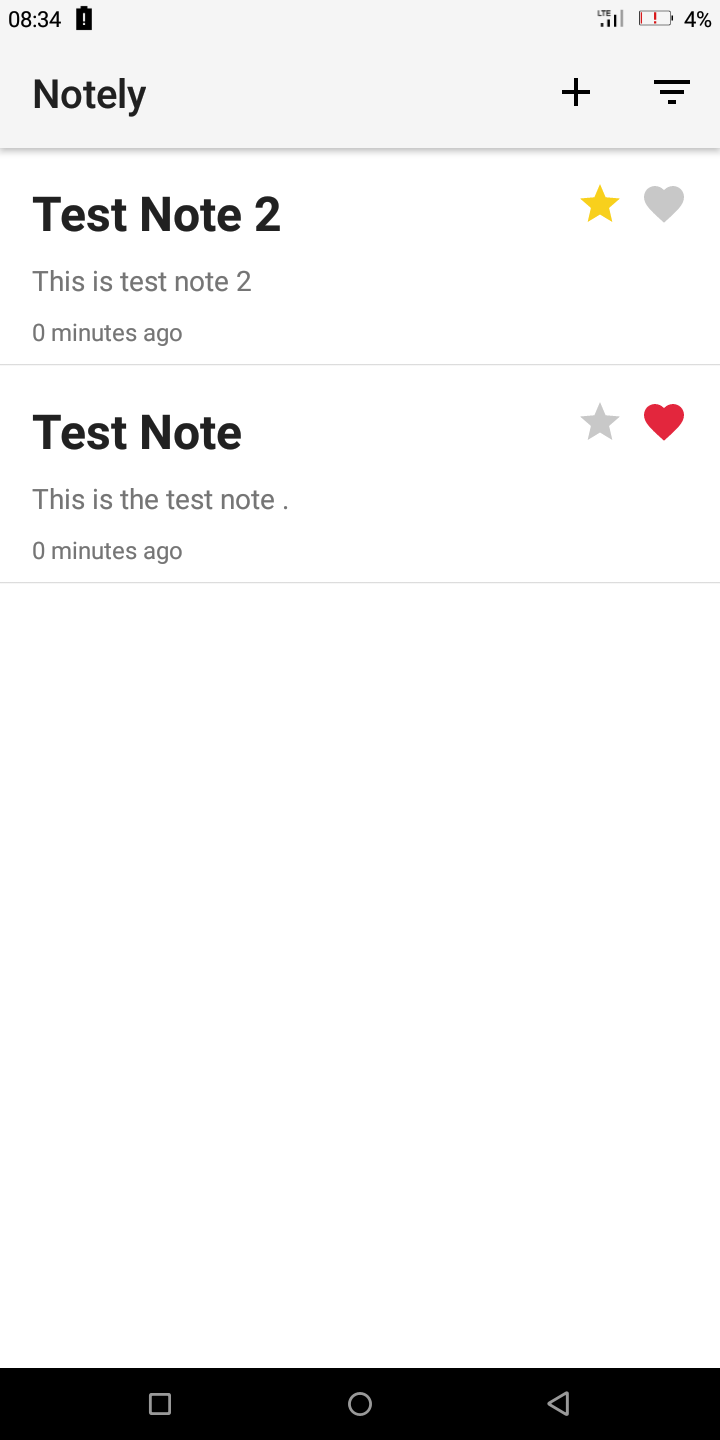 08:34 LTE 4%
Notely
Test Note 2
This is test note 2
0 minutes ago
Test Note
This is the test note .
0 minutes ago